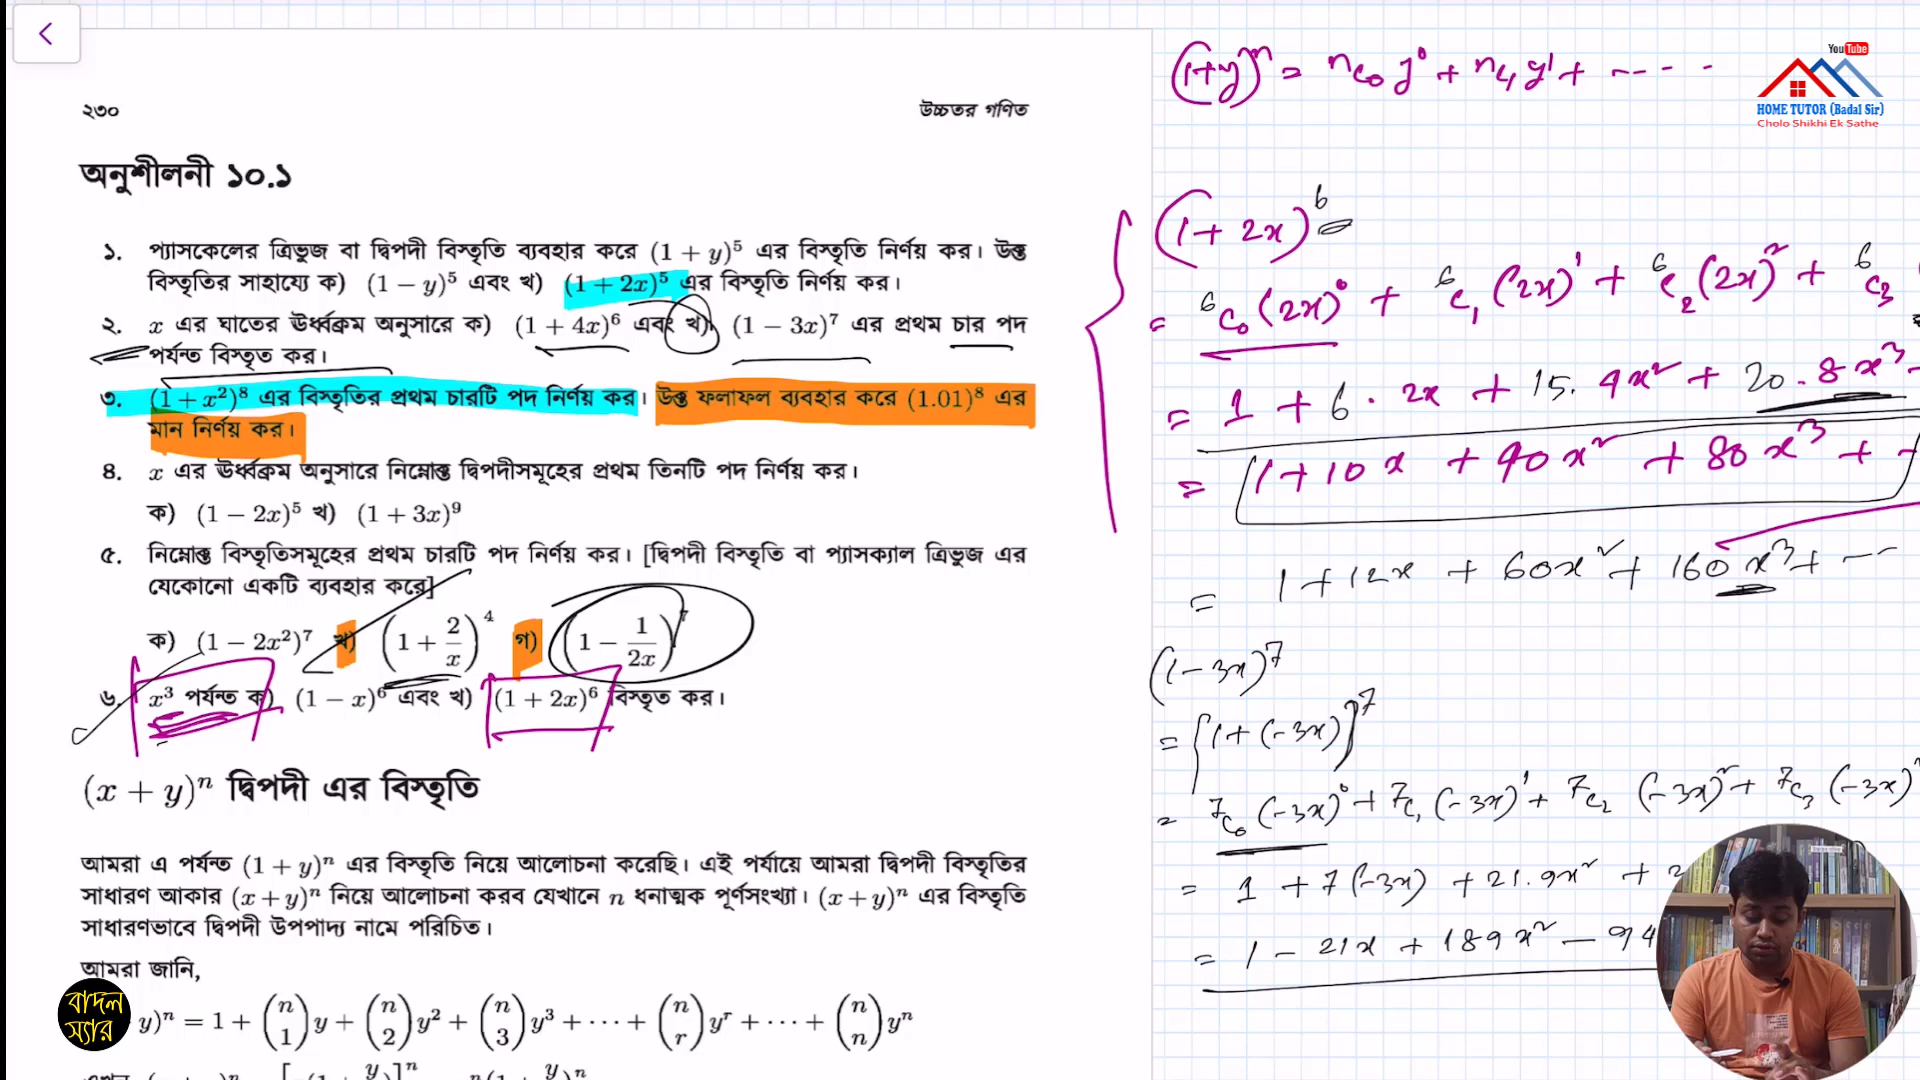 ২৩০ উচ্চতর গণিত
অনুশীলনী ১০.১
১. প্যাসকেলের ত্রিভুজ বা দ্বিপদী বিস্তৃতি ব্যবহার করে (1 + y)⁵ এর বিস্তৃতি নির্ণয় কর। উক্ত
বিস্তৃতির সাহায্যে ক) (1 − y)⁵ এবং খ) (1 + 2x)⁵ এর বিস্তৃতি নির্ণয় কর।
২. x এর ঘাতের ঊর্ধ্বক্রম অনুসারে ক) (1 + 4x)⁶ এবং খ) (1 − 3x)⁷ এর প্রথম চার পদ
পর্যন্ত বিস্তৃত কর।
৩. (1 + x²)⁸ এর বিস্তৃতির প্রথম চারটি পদ নির্ণয় কর। উক্ত ফলাফল ব্যবহার করে (1.01)⁸ এর
মান নির্ণয় কর।
৪. x এর ঊর্ধ্বক্রম অনুসারে নিম্নোক্ত দ্বিপদীসমূহের প্রথম তিনটি পদ নির্ণয় কর।
ক) (1 − 2x)⁵ খ) (1 + 3x)⁹
৫. নিম্নোক্ত বিস্তৃতিসমূহের প্রথম চারটি পদ নির্ণয় কর। [দ্বিপদী বিস্তৃতি বা প্যাসক্যাল ত্রিভুজ এর
যেকোনো একটি ব্যবহার করে]
ক) (1 − 2x²)⁷ খ) (1 + 2/x)⁴ গ) (1 − 1/2x)⁷
৬. x³ পর্যন্ত ক) (1 − x)⁶ এবং খ) (1 + 2x)⁶ বিস্তৃত কর।
(x + y)ⁿ দ্বিপদী এর বিস্তৃতি
আমরা এ পর্যন্ত (1 + y)ⁿ এর বিস্তৃতি নিয়ে আলোচনা করেছি। এই পর্যায়ে আমরা দ্বিপদী বিস্তৃতির
সাধারণ আকার (x + y)ⁿ নিয়ে আলোচনা করব যেখানে n ধনাত্মক পূর্ণসংখ্যা। (x + y)ⁿ এর বিস্তৃতি
সাধারণভাবে দ্বিপদী উপপাদ্য নামে পরিচিত।
আমরা জানি,
y)ⁿ = 1 + (n 1)y + (n 2)y² + (n 3)y³ + ⋯ + (n r)yʳ + ⋯ + (n n)yⁿ
বাদল
স্যার
(1+y)ⁿ = ⁿC₀ y⁰ + ⁿC₁ y¹ + ----
YouTube
HOME TUTOR (Badal Sir)
Cholo Shikhi Ek Sathe
(1 + 2x)⁶
= ⁶C₀ (2x)⁰ + ⁶C₁ (2x)¹ + ⁶C₂ (2x)² + ⁶C₃
= 1 + 6 . 2x + 15. 4x² + 20 . 8x³
= 1 + 10x + 40x² + 80x³ +
= 1 + 12x + 60x² + 160x³ + ---
(1 − 3x)⁷
= {1 + (−3x)}⁷
= ⁷C₀ (−3x)⁰ + ⁷C₁ (−3x)¹ + ⁷C₂ (−3x)² + ⁷C₃ (−3x)
= 1 + 7 (−3x) + 21. 9x² +
= 1 − 21x + 189x² − 94